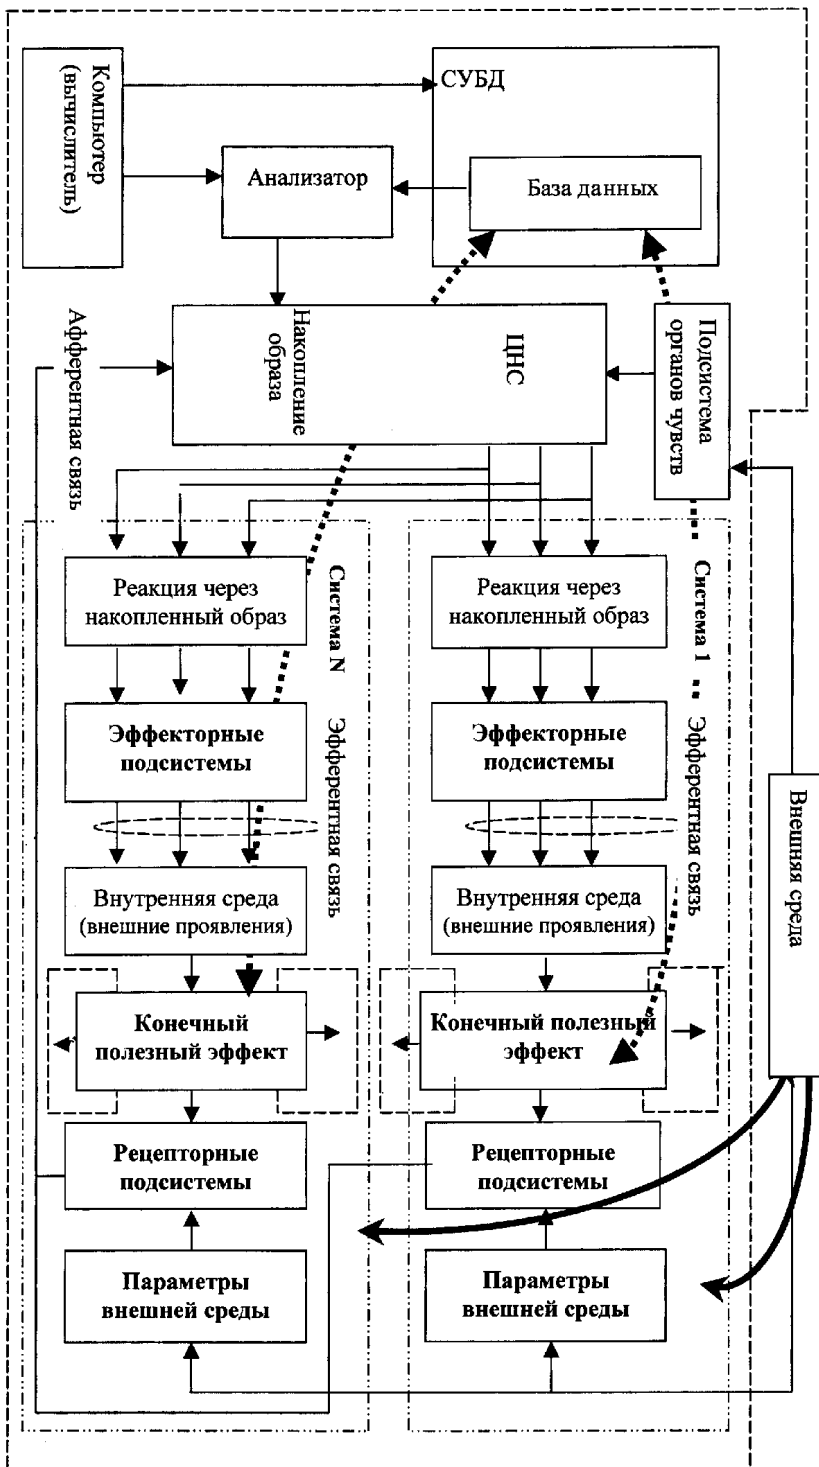 Компьютер
(вычислитель)
СУБД
Анализатор
База данных
Афферентная связь
Накопление
образа
ЦНС
Подсистема
органов чувств
Реакция через
накопленный образ
Система N
Реакция через
накопленный образ
Система 1
Эффекторные
подсистемы
Эфферентная связь
Эффекторные
подсистемы
Эфферентная связь
Внешняя среда
Внутренняя среда
(внешние проявления)
Внутренняя среда
(внешние проявления)
Конечный
полезный эффект
Конечный полезный
эффект
Рецепторные
подсистемы
Рецепторные
подсистемы
Параметры
внешней среды
Параметры
внешней среды